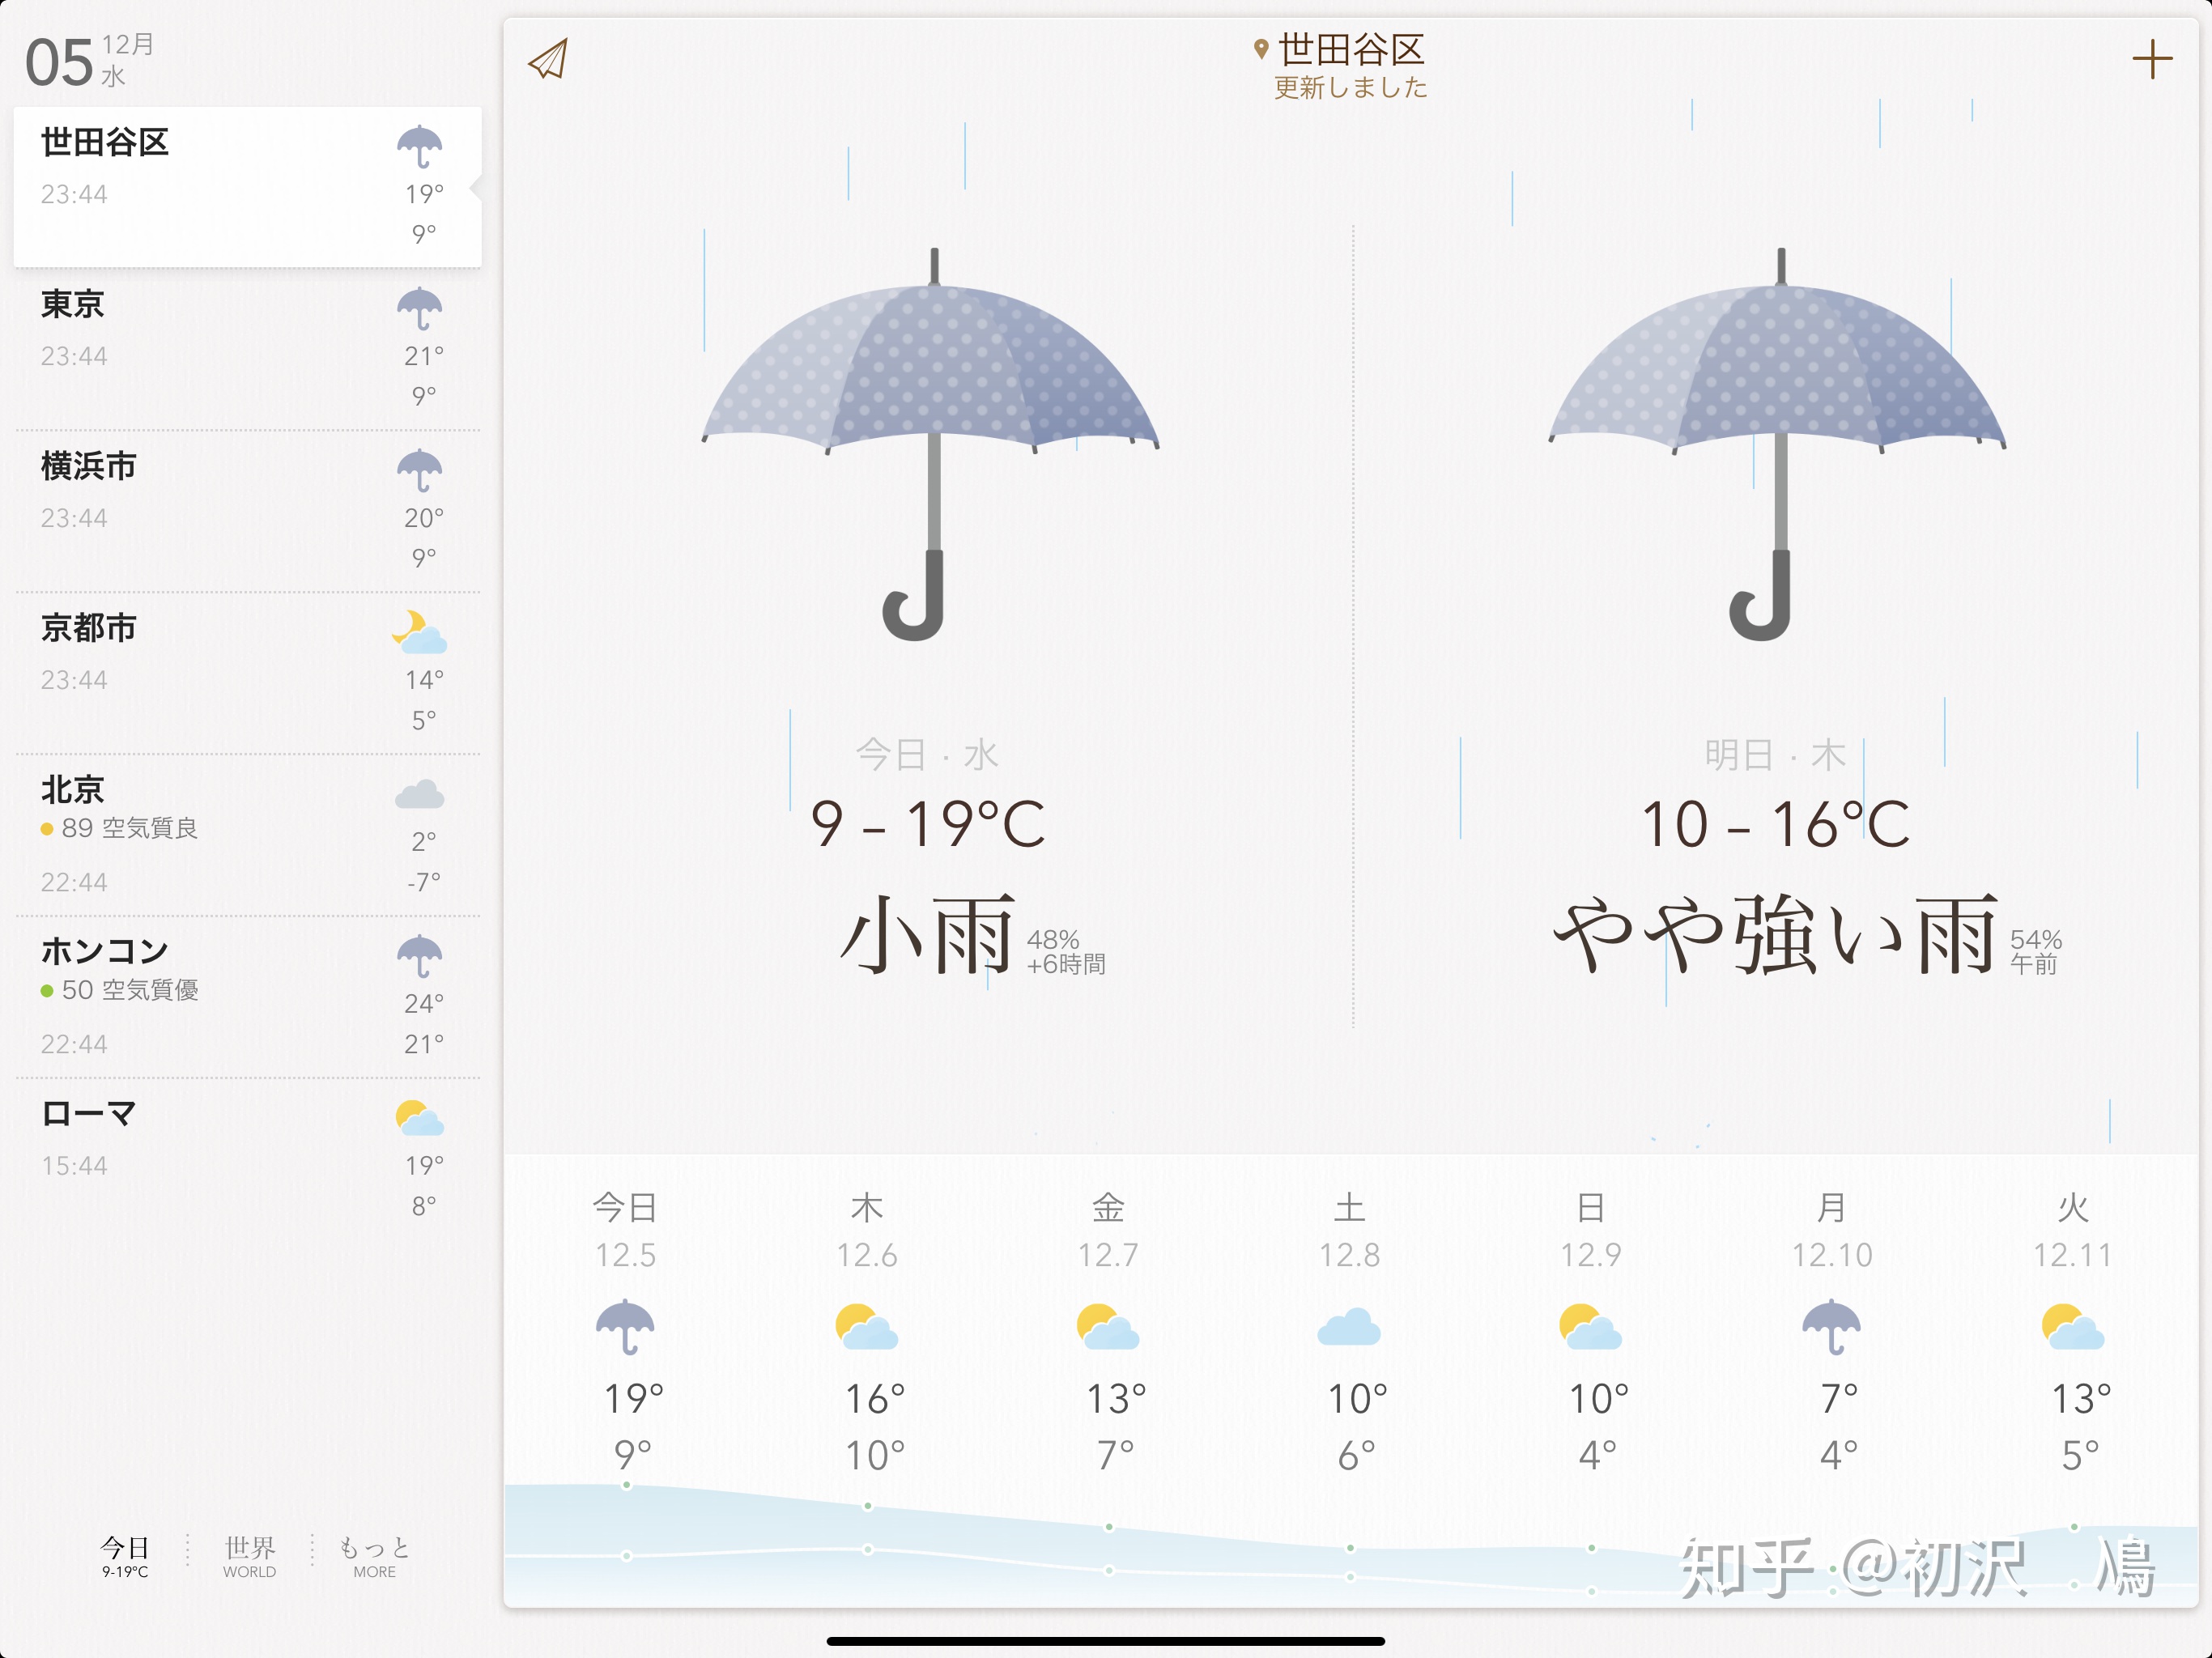 05 12月
水
世田谷区
23:44 19°
9°
東京
23:44 21°
9°
横浜市
23:44 20°
9°
京都市
23:44 14°
5°
北京
89 空気質良 2°
22:44 -7°
ホンコン
50 空気質優 24°
22:44 21°
ローマ
15:44 19°
8°
今日 世界 もっと
9-19°C WORLD MORE
世田谷区
更新しました
今日 · 水
9 – 19°C
小雨 48%
+6時間
明日 · 木
10 – 16°C
やや強い雨 54%
午前
今日 木 金 土 日 月 火
12.5 12.6 12.7 12.8 12.9 12.10 12.11
19° 16° 13° 10° 10° 7° 13°
9° 10° 7° 6° 4° 4° 5°
知乎 @初沢